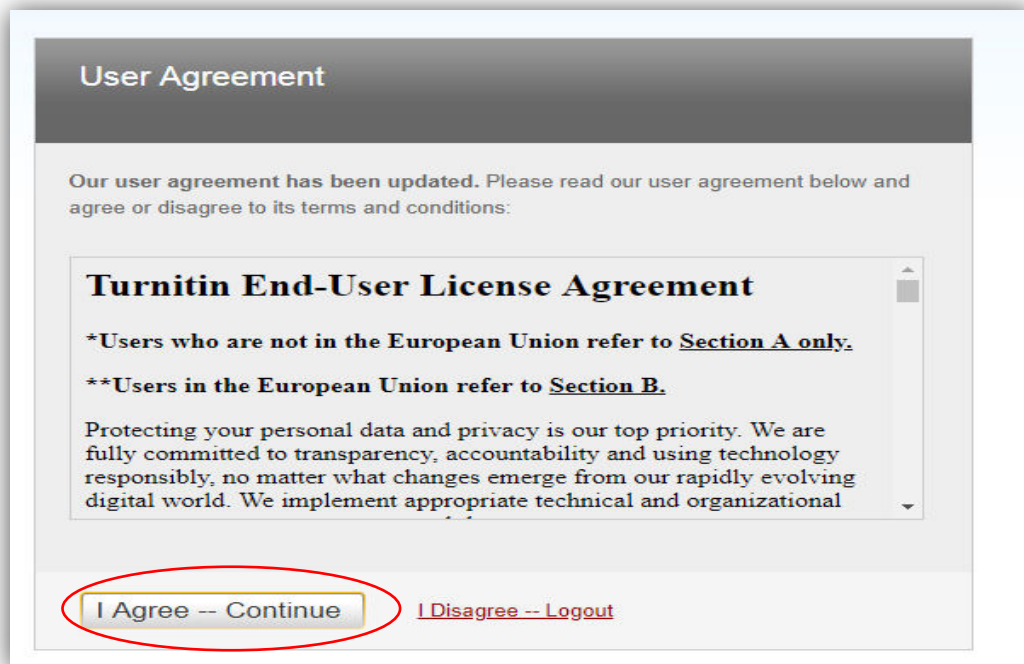 User Agreement
Our user agreement has been updated. Please read our user agreement below and
agree or disagree to its terms and conditions:
Turnitin End-User License Agreement
*Users who are not in the European Union refer to Section A only.
**Users in the European Union refer to Section B.
Protecting your personal data and privacy is our top priority. We are
fully committed to transparency, accountability and using technology
responsibly, no matter what changes emerge from our rapidly evolving
digital world. We implement appropriate technical and organizational
I Agree -- Continue
I Disagree -- Logout